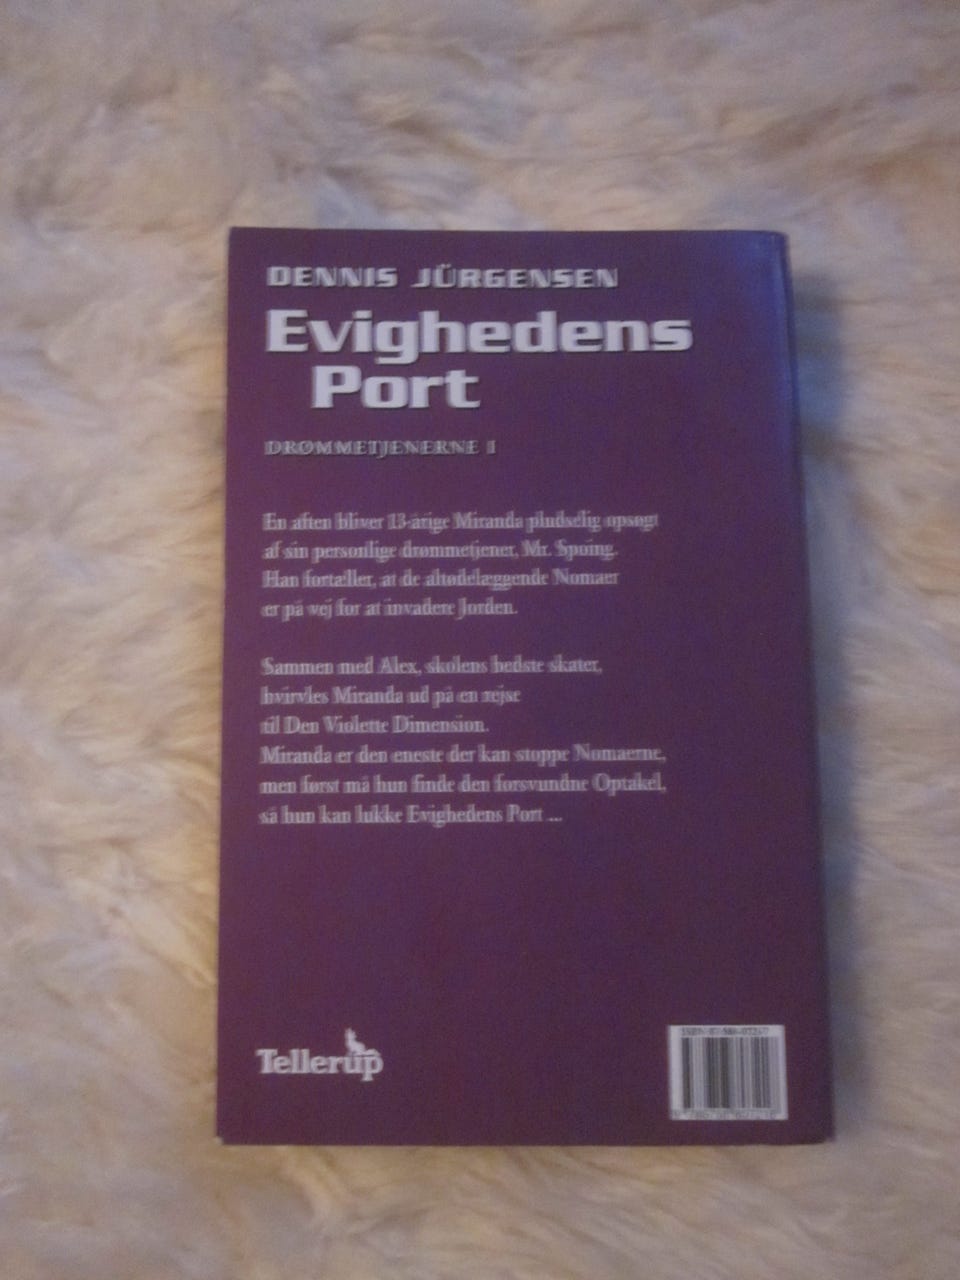 DENNIS JÜRGENSEN
Evighedens
Port
DRØMMETJENERNE I
En aften bliver 13-årige Miranda pludselig opsøgt
af sin personlige drømmetjener, Mr. Spoing.
Han fortæller, at de altødelæggende Nomaer
er på vej for at invadere Jorden.
Sammen med Alex, skolens bedste skater,
hvirvles Miranda ud på en rejse
til Den Violette Dimension.
Miranda er den eneste der kan stoppe Nomaerne,
men først må hun finde den forsvundne Optakel,
så hun kan lukke Evighedens Port ...
Tellerup
ISBN